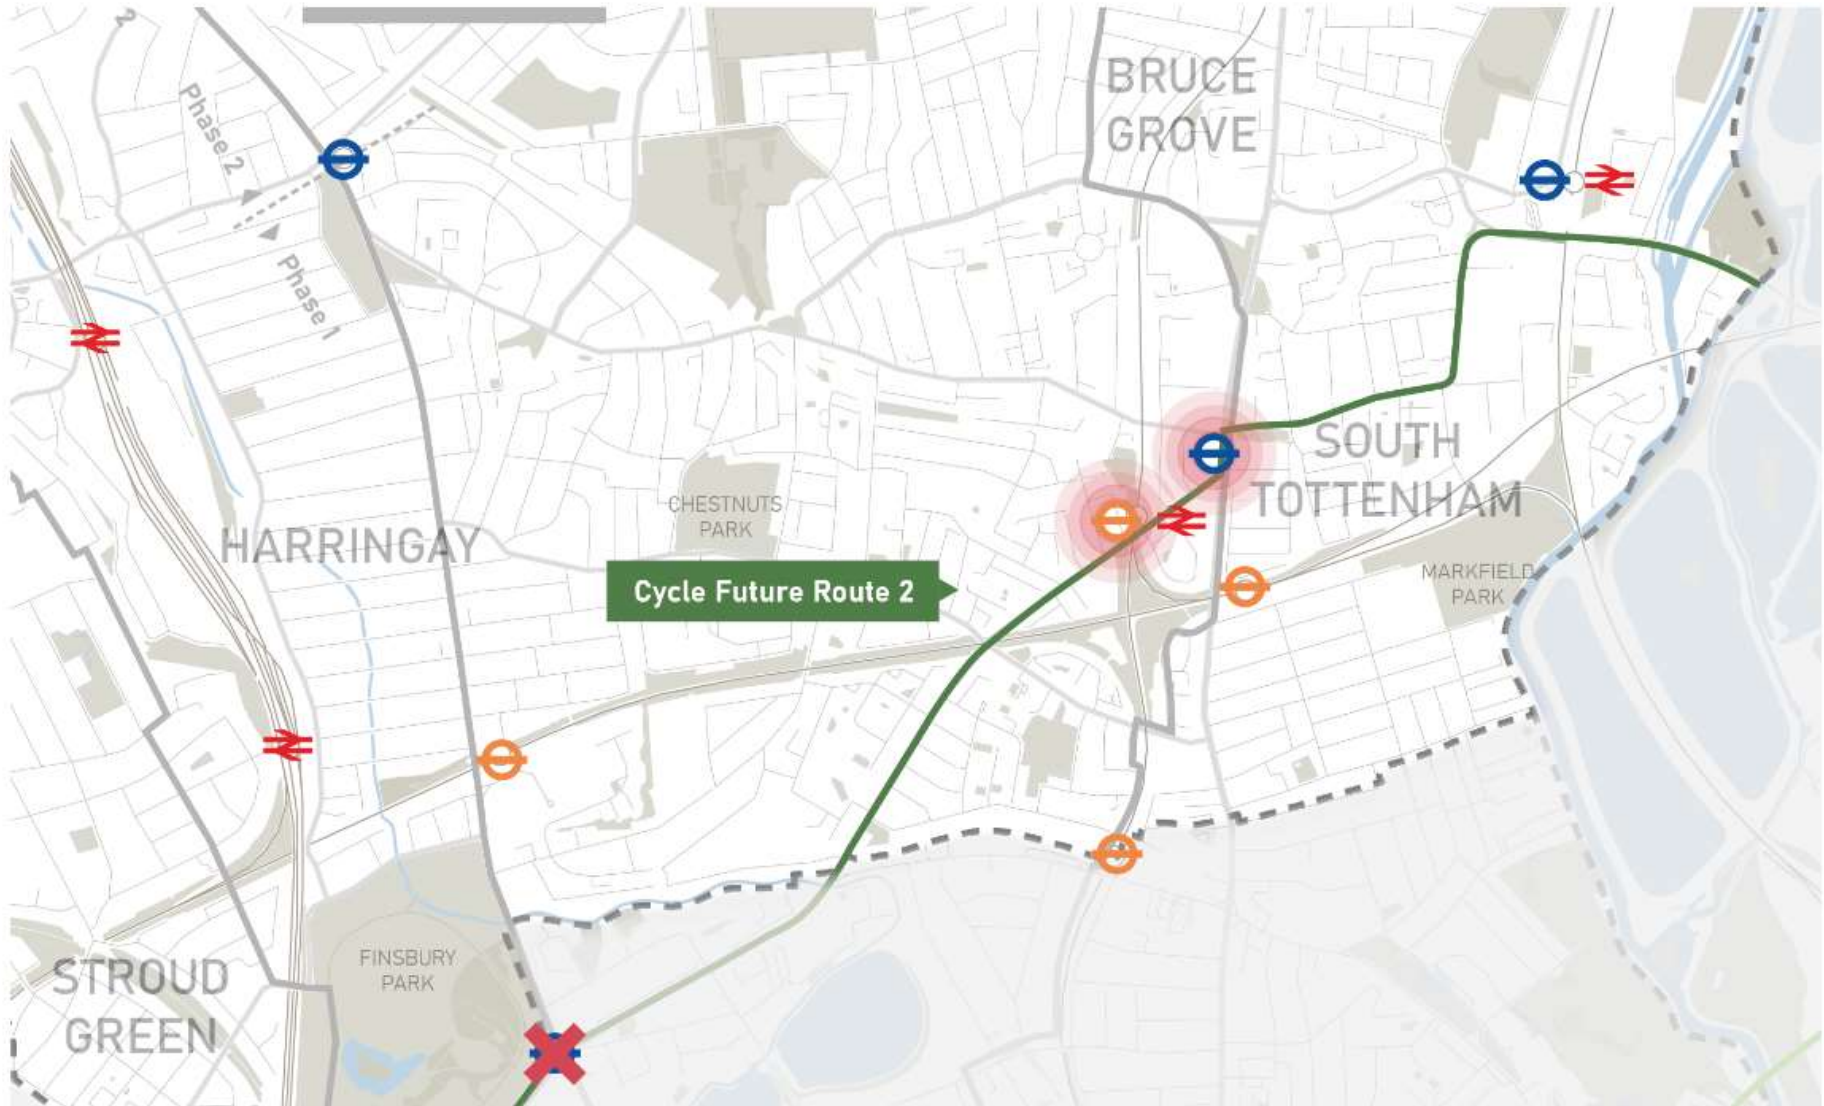 2
BRUCE
GROVE
Phase 2
Phase 1
CHESTNUTS
PARK
SOUTH
TOTTENHAM
HARRINGAY
Cycle Future Route 2
MARKFIELD
PARK
FINSBURY
PARK
STROUD
GREEN